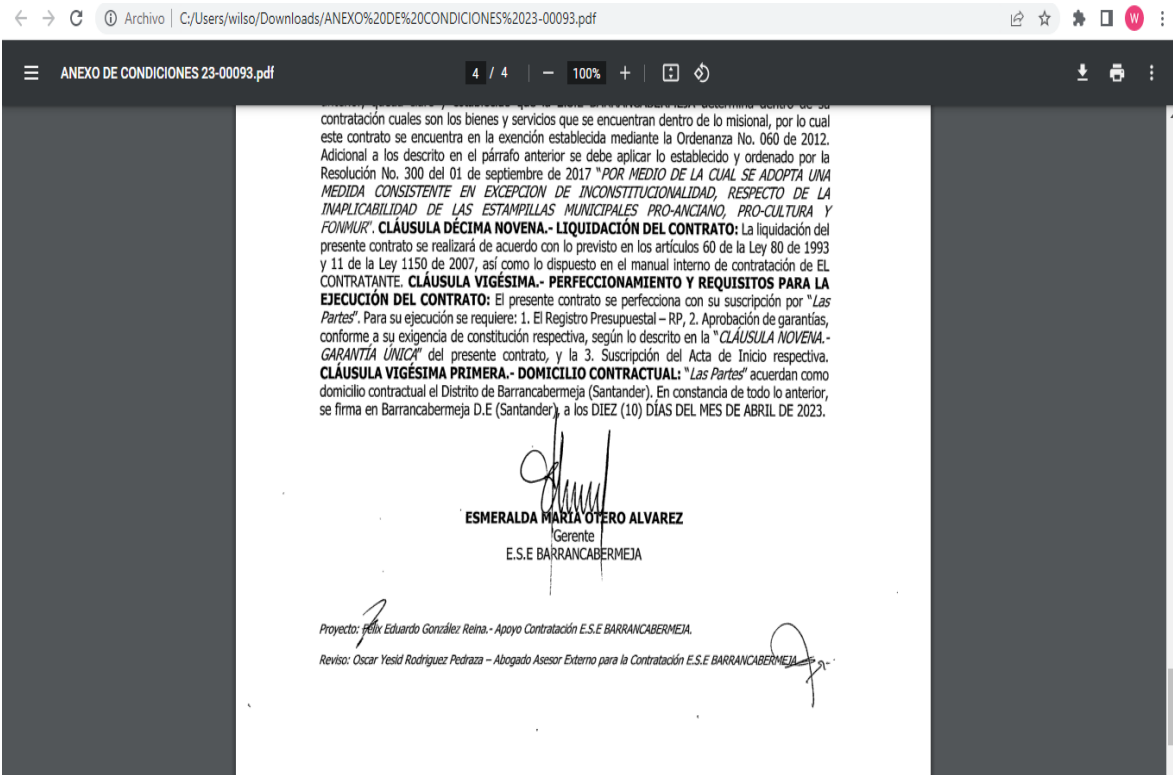 Archivo | C:/Users/wilso/Downloads/ANEXO%20DE%20CONDICIONES%2023-00093.pdf
W
ANEXO DE CONDICIONES 23-00093.pdf
4 / 4 | − 100% +
contratación cuales son los bienes y servicios que se encuentran dentro de lo misional, por lo cual
este contrato se encuentra en la exención establecida mediante la Ordenanza No. 060 de 2012.
Adicional a los descrito en el párrafo anterior se debe aplicar lo establecido y ordenado por la
Resolución No. 300 del 01 de septiembre de 2017 "POR MEDIO DE LA CUAL SE ADOPTA UNA
MEDIDA CONSISTENTE EN EXCEPCION DE INCONSTITUCIONALIDAD, RESPECTO DE LA
INAPLICABILIDAD DE LAS ESTAMPILLAS MUNICIPALES PRO-ANCIANO, PRO-CULTURA Y
FONMUR". CLÁUSULA DÉCIMA NOVENA.- LIQUIDACIÓN DEL CONTRATO: La liquidación del
presente contrato se realizará de acuerdo con lo previsto en los artículos 60 de la Ley 80 de 1993
y 11 de la Ley 1150 de 2007, así como lo dispuesto en el manual interno de contratación de EL
CONTRATANTE. CLÁUSULA VIGÉSIMA.- PERFECCIONAMIENTO Y REQUISITOS PARA LA
EJECUCIÓN DEL CONTRATO: El presente contrato se perfecciona con su suscripción por "Las
Partes". Para su ejecución se requiere: 1. El Registro Presupuestal – RP, 2. Aprobación de garantías,
conforme a su exigencia de constitución respectiva, según lo descrito en la "CLÁUSULA NOVENA.-
GARANTÍA ÚNICA" del presente contrato, y la 3. Suscripción del Acta de Inicio respectiva.
CLÁUSULA VIGÉSIMA PRIMERA.- DOMICILIO CONTRACTUAL: "Las Partes" acuerdan como
domicilio contractual el Distrito de Barrancabermeja (Santander). En constancia de todo lo anterior,
se firma en Barrancabermeja D.E (Santander), a los DIEZ (10) DÍAS DEL MES DE ABRIL DE 2023.
ESMERALDA MARÍA OTERO ALVAREZ
Gerente
E.S.E BARRANCABERMEJA
Proyecto: Félix Eduardo González Reina.- Apoyo Contratación E.S.E BARRANCABERMEJA.
Reviso: Oscar Yesid Rodriguez Pedraza – Abogado Asesor Externo para la Contratación E.S.E BARRANCABERMEJA